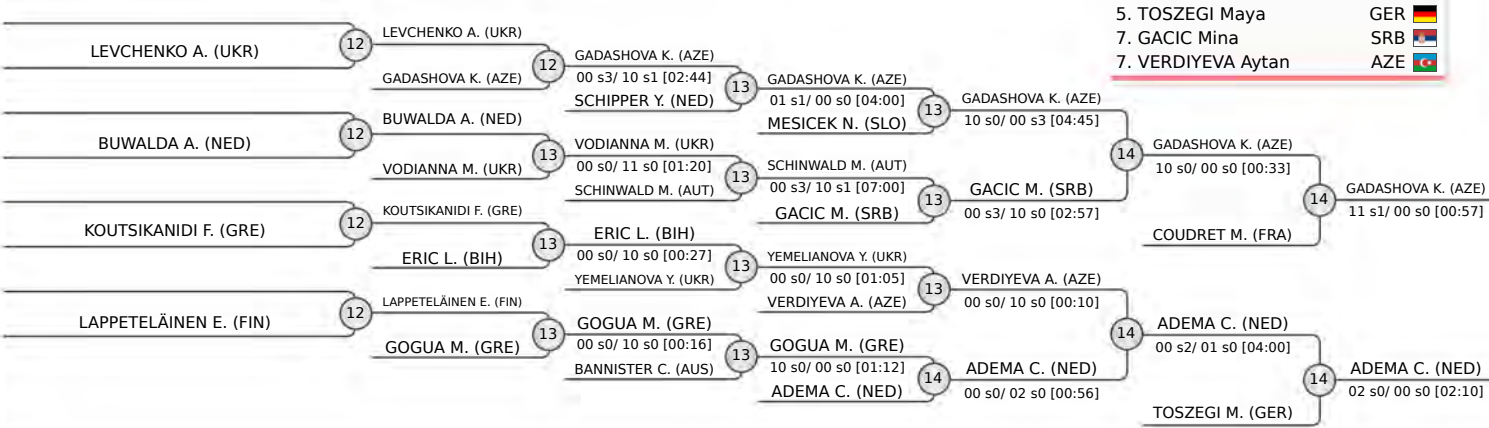 5. TOSZEGI Maya GER
7. GACIC Mina SRB
7. VERDIYEVA Aytan AZE
LEVCHENKO A. (UKR)
12
BUWALDA A. (NED)
12
KOUTSIKANIDI F. (GRE)
12
LAPPETELÄINEN E. (FIN)
12
LEVCHENKO A. (UKR)
GADASHOVA K. (AZE)
12
BUWALDA A. (NED)
VODIANNA M. (UKR)
13
KOUTSIKANIDI F. (GRE)
ERIC L. (BIH)
13
LAPPETELÄINEN E. (FIN)
GOGUA M. (GRE)
13
GADASHOVA K. (AZE)
00 s3/ 10 s1 [02:44]
SCHIPPER Y. (NED)
13
VODIANNA M. (UKR)
00 s0/ 11 s0 [01:20]
SCHINWALD M. (AUT)
13
ERIC L. (BIH)
00 s0/ 10 s0 [00:27]
YEMELIANOVA Y. (UKR)
13
GOGUA M. (GRE)
00 s0/ 10 s0 [00:16]
BANNISTER C. (AUS)
13
GADASHOVA K. (AZE)
01 s1/ 00 s0 [04:00]
MESICEK N. (SLO)
13
SCHINWALD M. (AUT)
00 s3/ 10 s1 [07:00]
GACIC M. (SRB)
13
YEMELIANOVA Y. (UKR)
00 s0/ 10 s0 [01:05]
VERDIYEVA A. (AZE)
13
GOGUA M. (GRE)
10 s0/ 00 s0 [01:12]
ADEMA C. (NED)
14
GADASHOVA K. (AZE)
10 s0/ 00 s3 [04:45]
GACIC M. (SRB)
00 s3/ 10 s0 [02:57]
14
VERDIYEVA A. (AZE)
00 s0/ 10 s0 [00:10]
ADEMA C. (NED)
00 s0/ 02 s0 [00:56]
14
GADASHOVA K. (AZE)
10 s0/ 00 s0 [00:33]
COUDRET M. (FRA)
14
ADEMA C. (NED)
00 s2/ 01 s0 [04:00]
TOSZEGI M. (GER)
14
GADASHOVA K. (AZE)
11 s1/ 00 s0 [00:57]
ADEMA C. (NED)
02 s0/ 00 s0 [02:10]